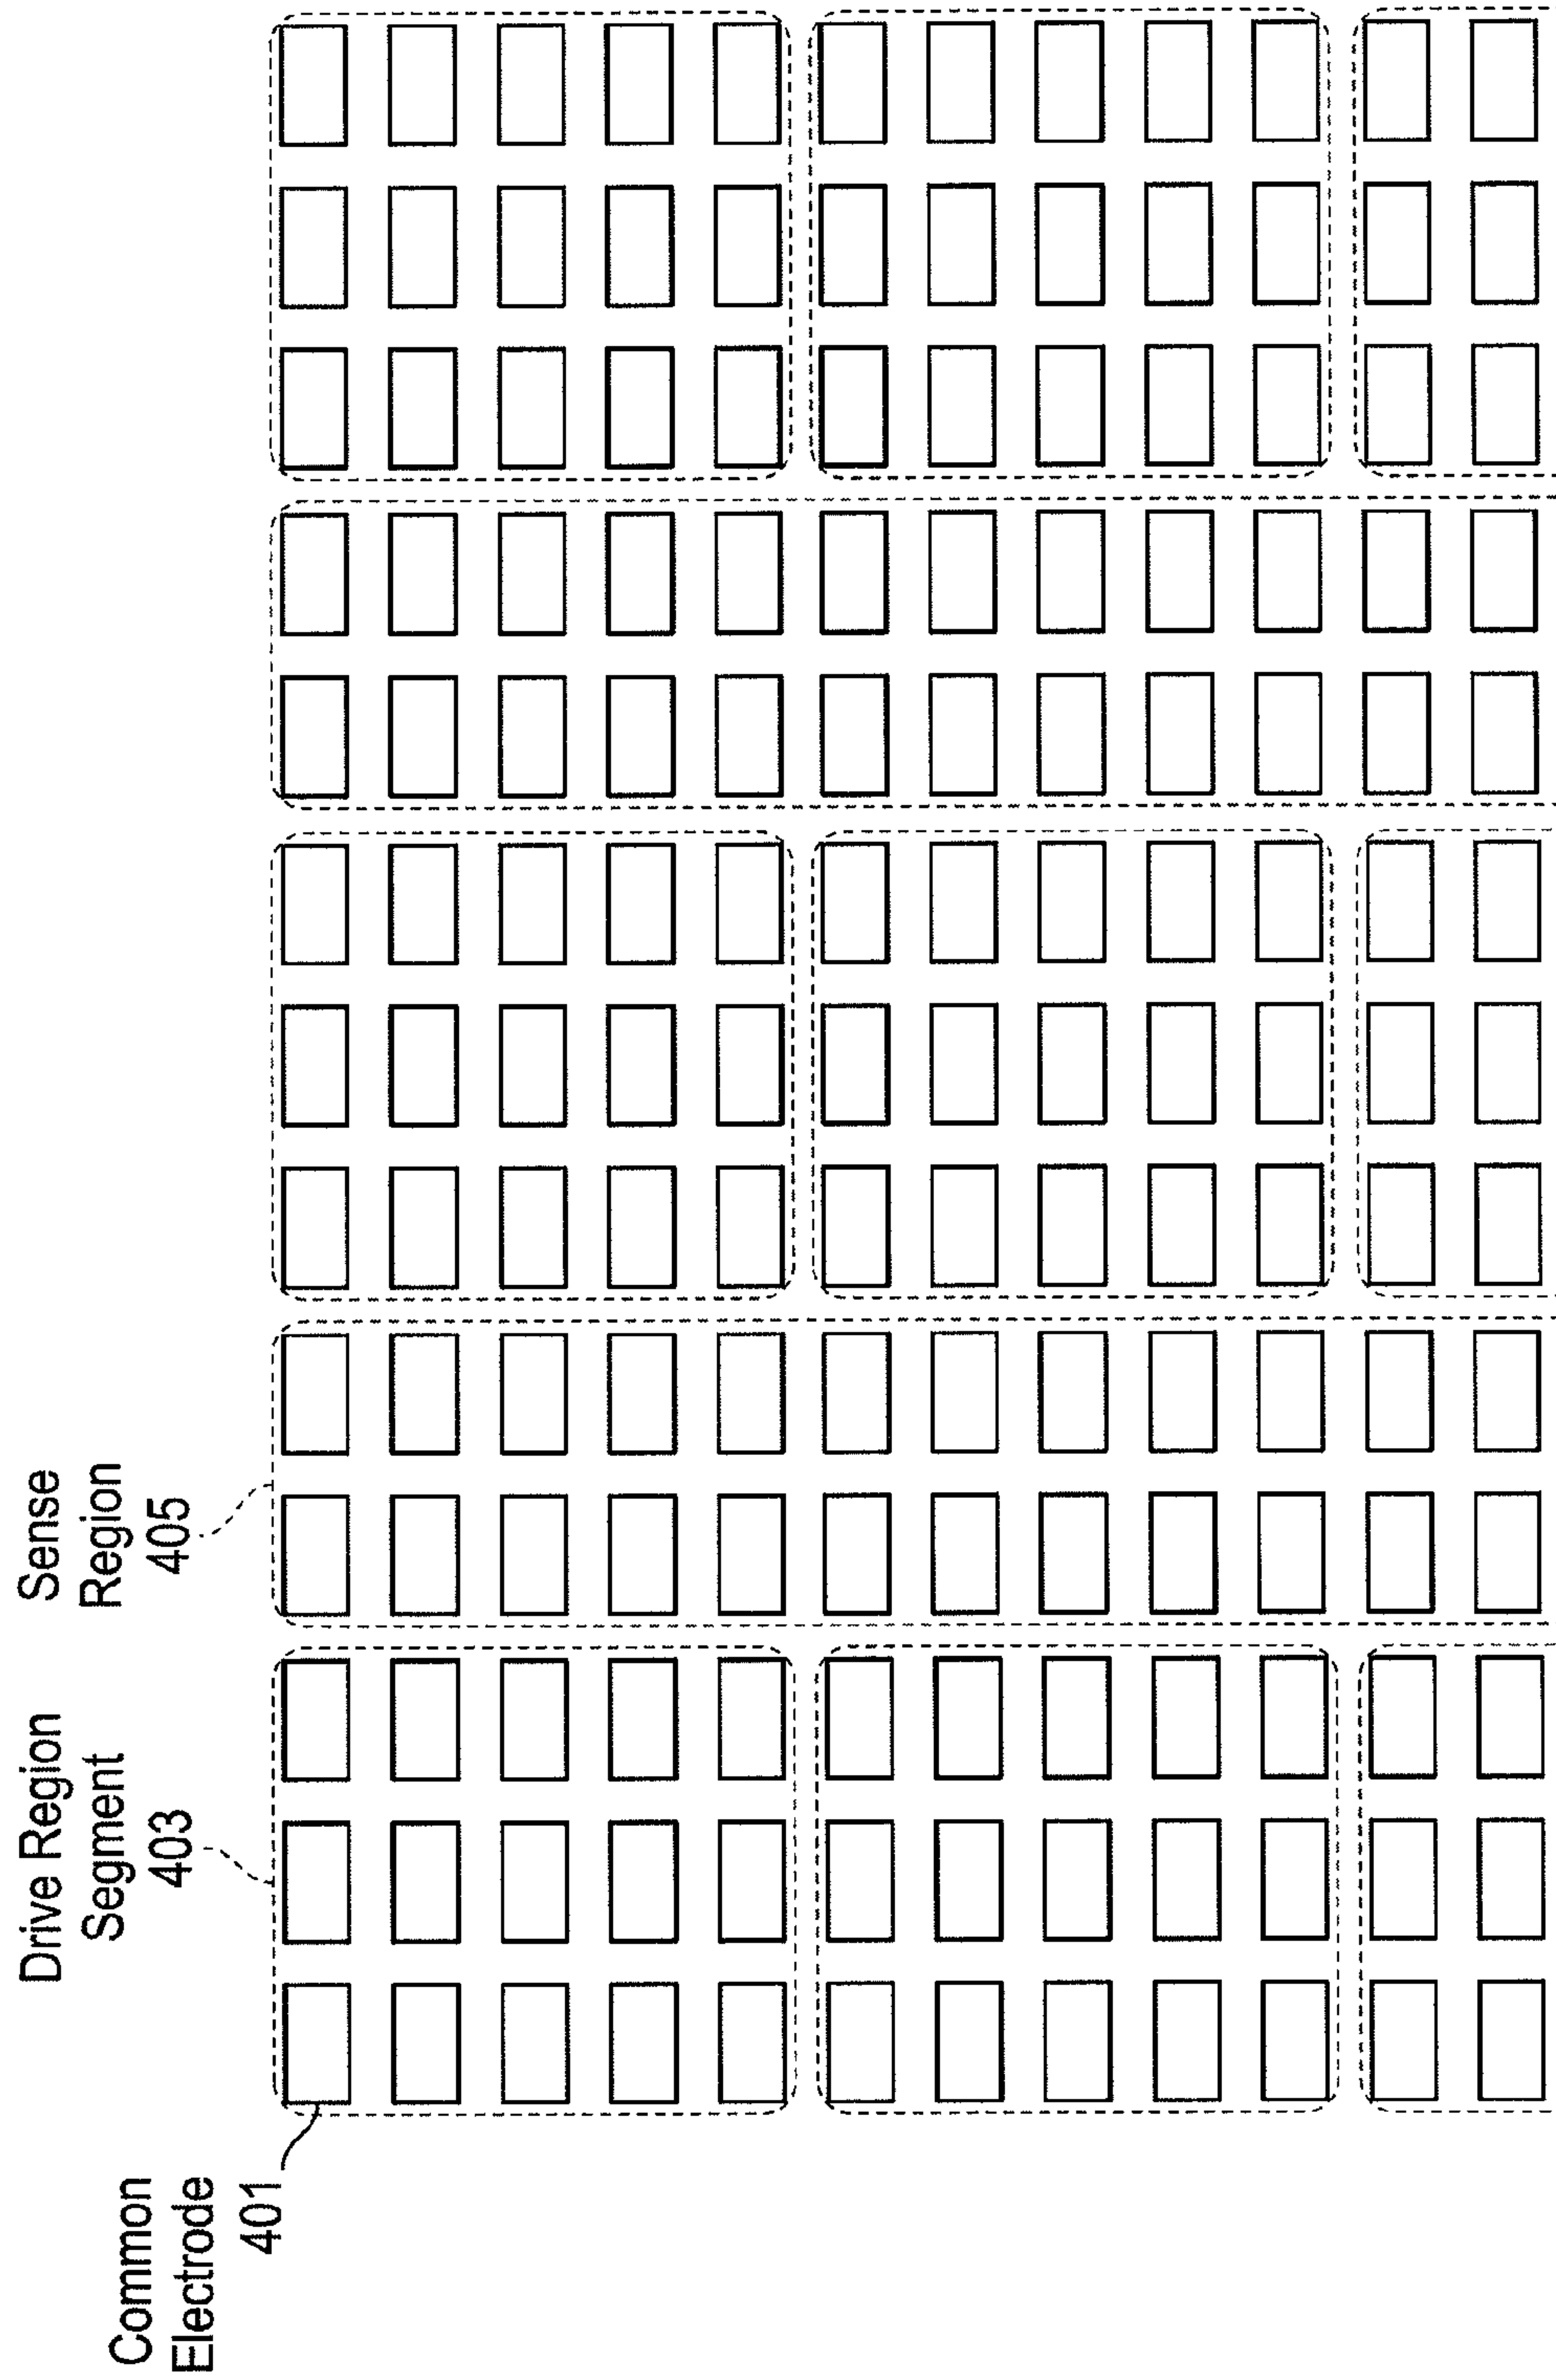 Common
Electrode
401
Drive Region
Segment
403
Sense
Region
405